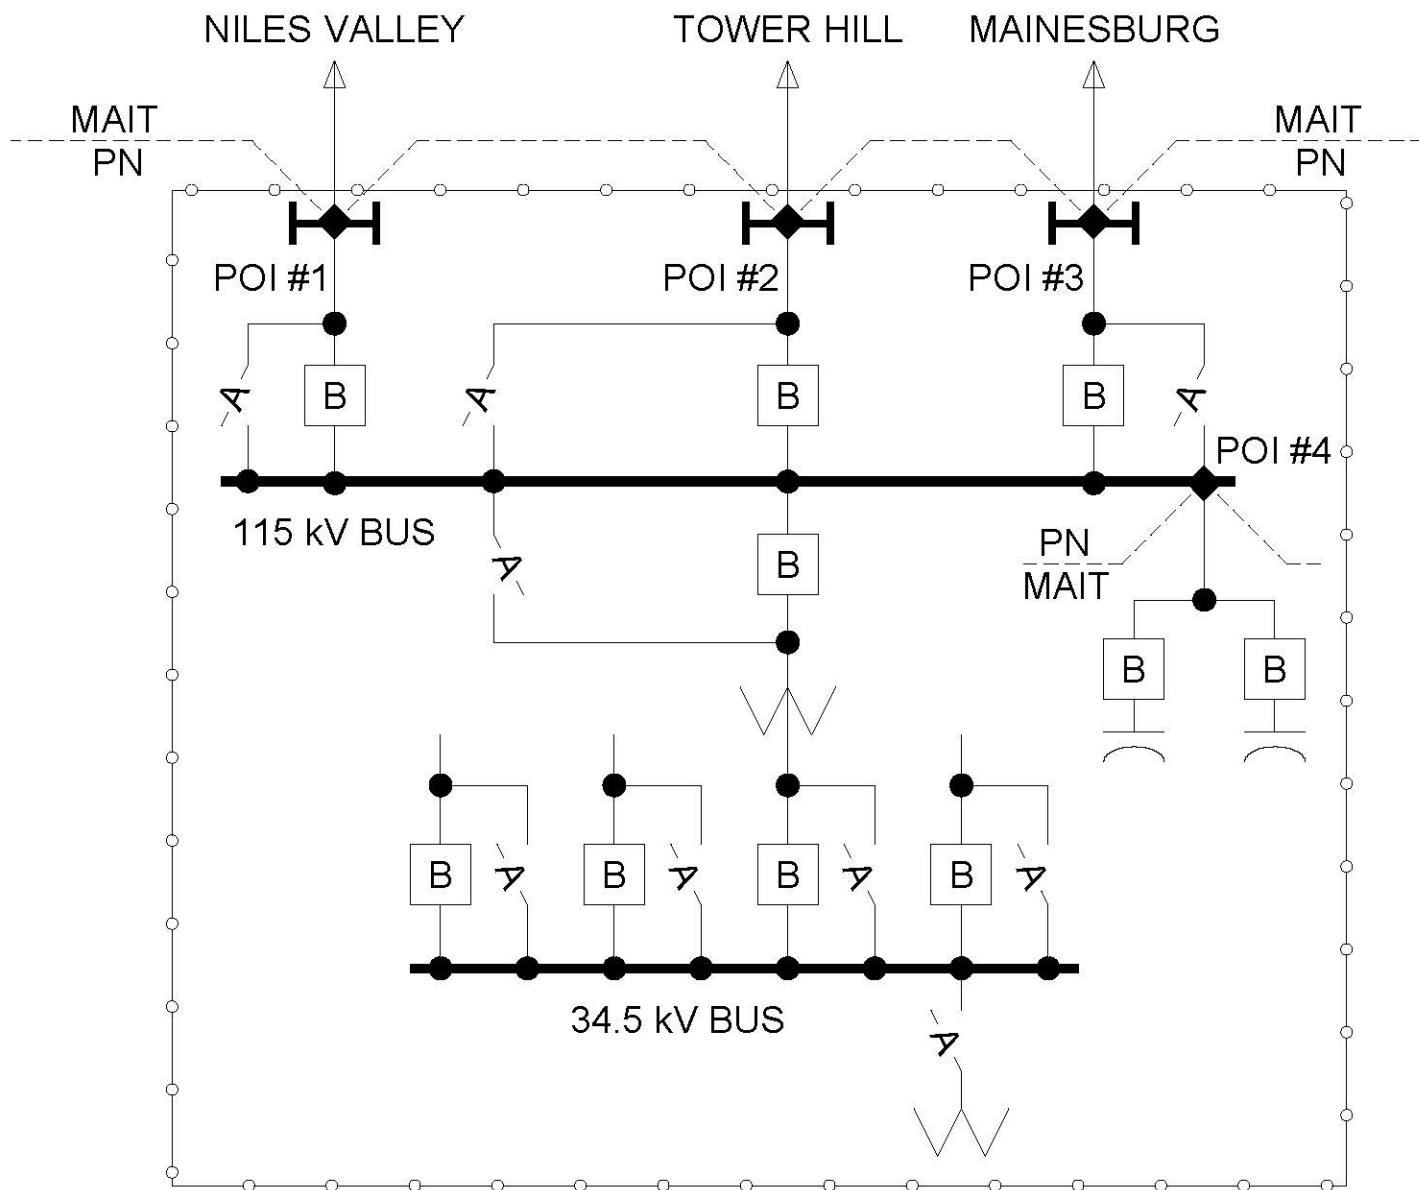 NILES VALLEY
TOWER HILL
MAINESBURG
MAIT
PN
MAIT
PN
POI #1
POI #2
POI #3
A
B
A
B
B
A
POI #4
115 kV BUS
A
B
PN
MAIT
B
B
B
A
B
A
B
A
B
A
34.5 kV BUS
A